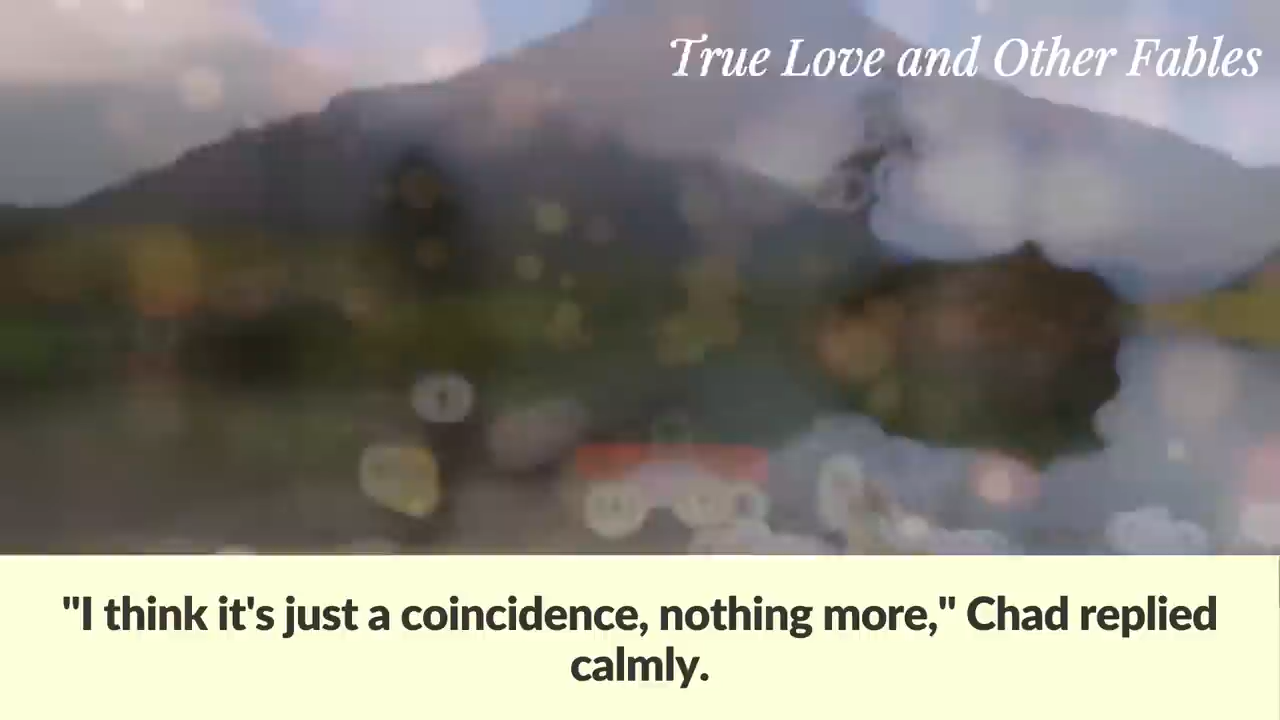 True Love and Other Fables
"I think it's just a coincidence, nothing more," Chad replied
calmly.